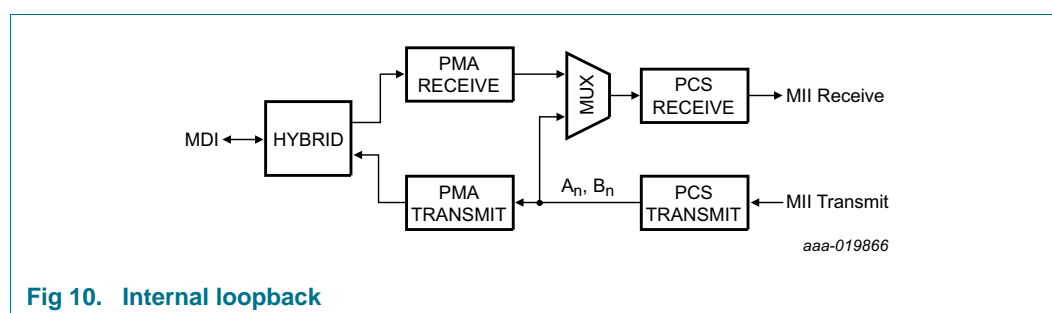 PMA
RECEIVE
MUX
PCS
RECEIVE
MII Receive
MDI
HYBRID
PMA
TRANSMIT
An, Bn
PCS
TRANSMIT
MII Transmit
aaa-019866
Fig 10. Internal loopback